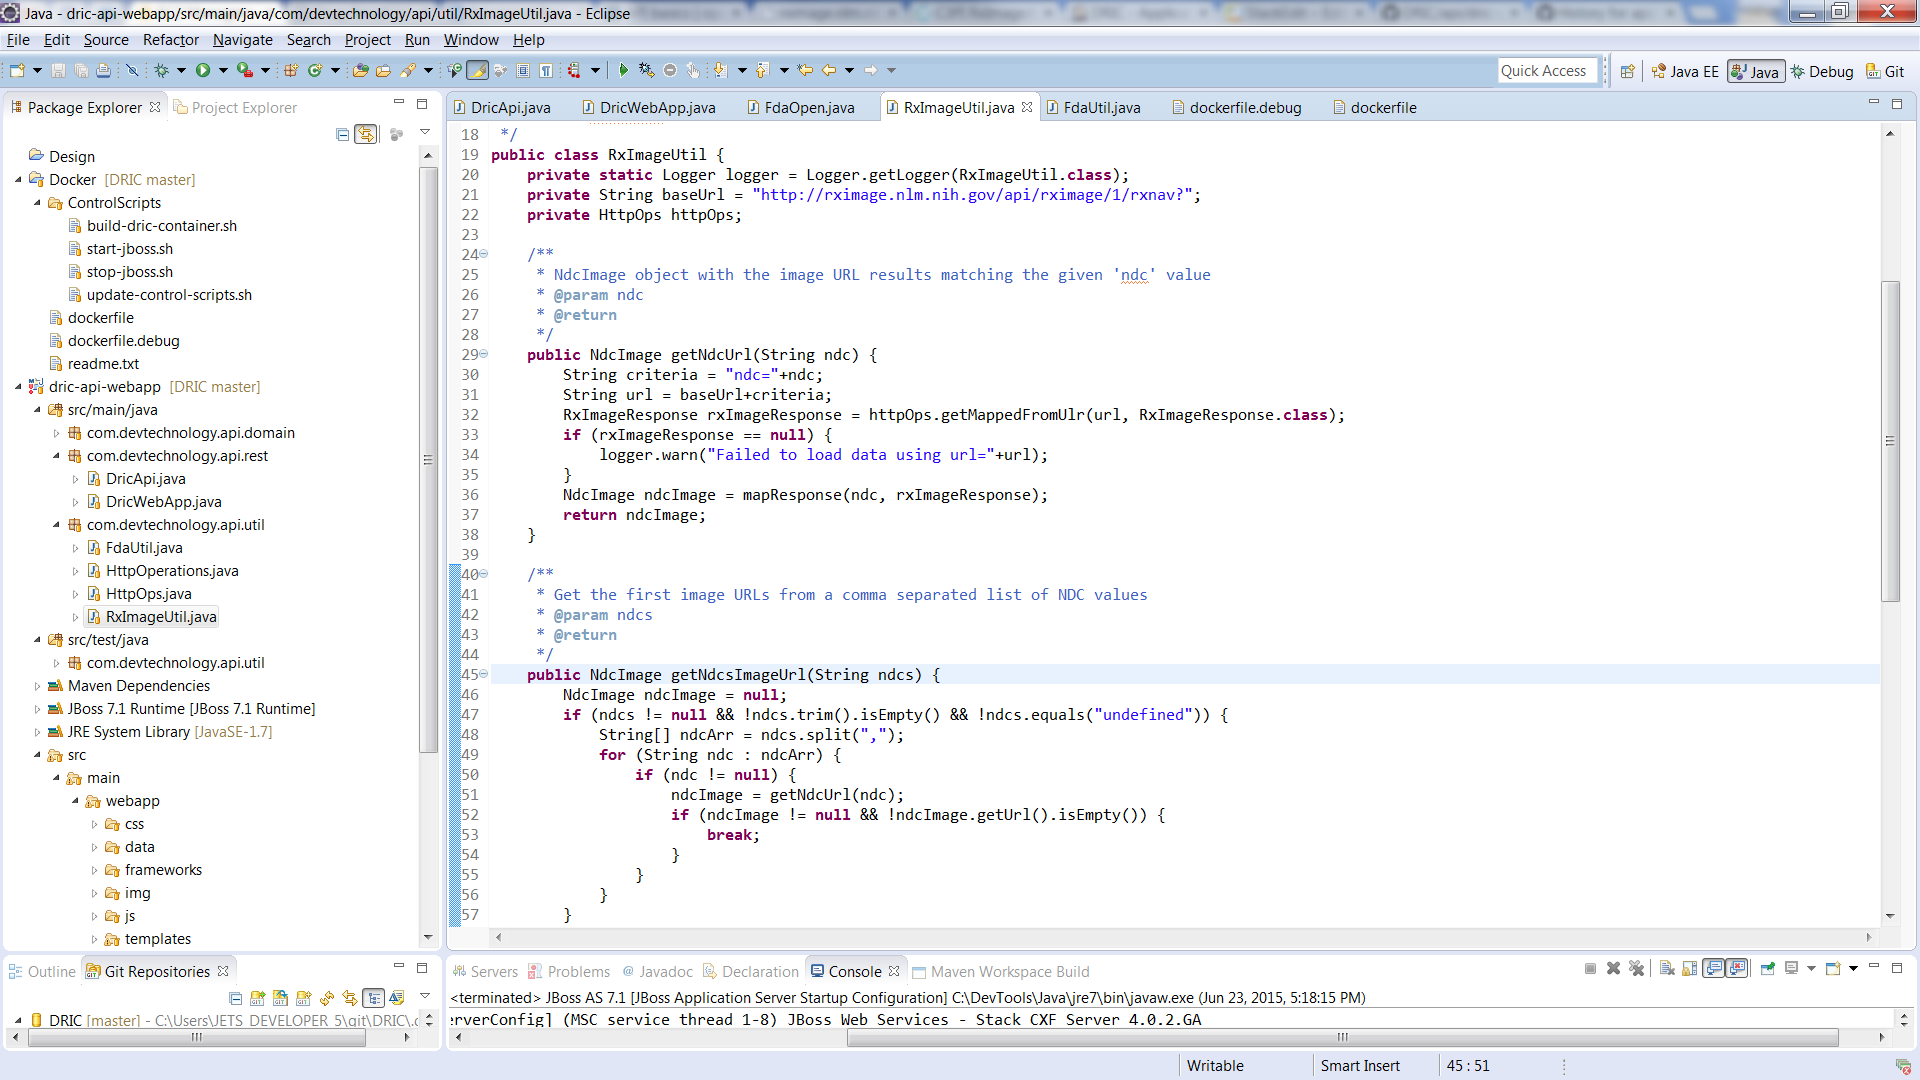 Java - dric-api-webapp/src/main/java/com/devtechnology/api/util/RxImageUtil.java - Eclipse
File Edit Source Refactor Navigate Search Project Run Window Help
Quick Access Java EE Java Debug Git
Package Explorer Project Explorer
Design
Docker [DRIC master]
ControlScripts
build-dric-container.sh
start-jboss.sh
stop-jboss.sh
update-control-scripts.sh
dockerfile
dockerfile.debug
readme.txt
dric-api-webapp [DRIC master]
src/main/java
com.devtechnology.api.domain
com.devtechnology.api.rest
DricApi.java
DricWebApp.java
com.devtechnology.api.util
FdaUtil.java
HttpOperations.java
HttpOps.java
RxImageUtil.java
src/test/java
com.devtechnology.api.util
Maven Dependencies
JBoss 7.1 Runtime [JBoss 7.1 Runtime]
JRE System Library [JavaSE-1.7]
src
main
webapp
css
data
frameworks
img
js
templates
Outline Git Repositories
DRIC [master] - C:\Users\JETS_DEVELOPER_5\git\DRIC\.
DricApi.java DricWebApp.java FdaOpen.java RxImageUtil.java FdaUtil.java dockerfile.debug dockerfile
18 */
19 public class RxImageUtil {
20 private static Logger logger = Logger.getLogger(RxImageUtil.class);
21 private String baseUrl = "http://rximage.nlm.nih.gov/api/rximage/1/rxnav?";
22 private HttpOps httpOps;
23
24 /**
25 * NdcImage object with the image URL results matching the given 'ndc' value
26 * @param ndc
27 * @return
28 */
29 public NdcImage getNdcUrl(String ndc) {
30 String criteria = "ndc="+ndc;
31 String url = baseUrl+criteria;
32 RxImageResponse rxImageResponse = httpOps.getMappedFromUlr(url, RxImageResponse.class);
33 if (rxImageResponse == null) {
34 logger.warn("Failed to load data using url="+url);
35 }
36 NdcImage ndcImage = mapResponse(ndc, rxImageResponse);
37 return ndcImage;
38 }
39
40 /**
41 * Get the first image URLs from a comma separated list of NDC values
42 * @param ndcs
43 * @return
44 */
45 public NdcImage getNdcsImageUrl(String ndcs) {
46 NdcImage ndcImage = null;
47 if (ndcs != null && !ndcs.trim().isEmpty() && !ndcs.equals("undefined")) {
48 String[] ndcArr = ndcs.split(",");
49 for (String ndc : ndcArr) {
50 if (ndc != null) {
51 ndcImage = getNdcUrl(ndc);
52 if (ndcImage != null && !ndcImage.getUrl().isEmpty()) {
53 break;
54 }
55 }
56 }
57 }
Servers Problems @ Javadoc Declaration Console Maven Workspace Build
<terminated> JBoss AS 7.1 [JBoss Application Server Startup Configuration] C:\DevTools\Java\jre7\bin\javaw.exe (Jun 23, 2015, 5:18:15 PM)
erverConfig] (MSC service thread 1-8) JBoss Web Services - Stack CXF Server 4.0.2.GA
Writable Smart Insert 45 : 51